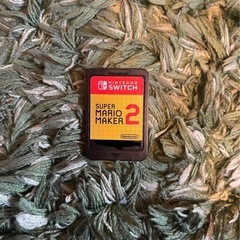 NINTENDO
SWITCH
SUPER
MARIO
MAKER 2
Nintendo